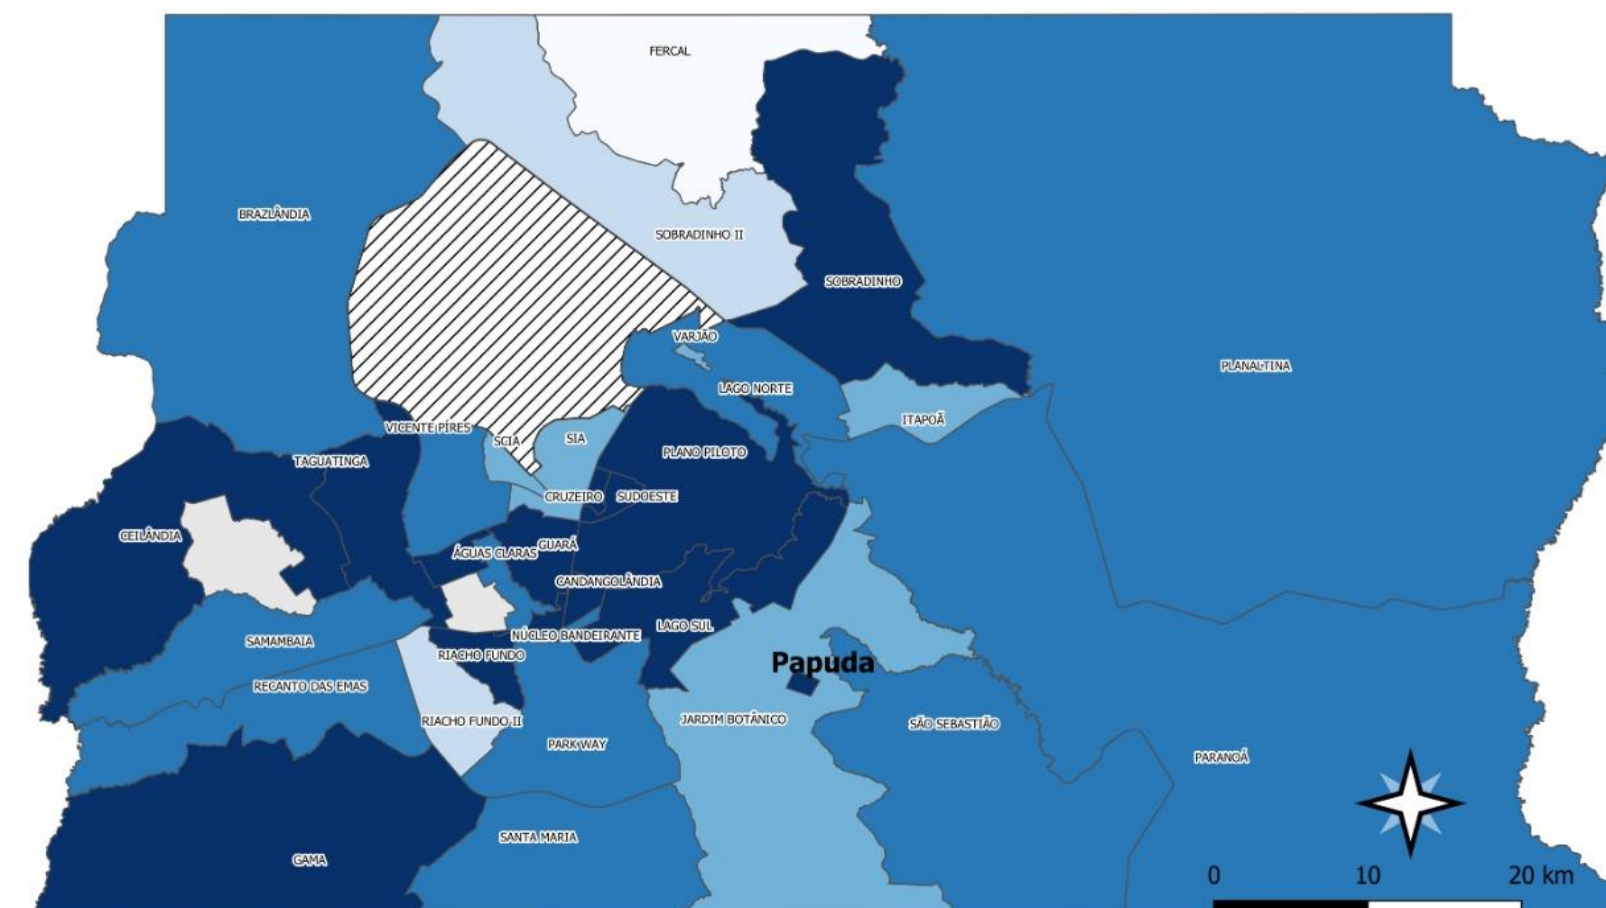 FERCAL
BRAZLÂNDIA
SOBRADINHO II
SOBRADINHO
VARJÃO
PLANALTINA
LAGO NORTE
ITAPOÃ
VICENTE PÍRES
SCIA
SIA
PLANO PILOTO
TAGUATINGA
CRUZEIRO
SUDOESTE
CEILÂNDIA
ÁGUAS CLARAS
GUARÁ
CANDANGOLÂNDIA
LAGO SUL
NÚCLEO BANDEIRANTE
SAMAMBAIA
RIACHO FUNDO
Papuda
RECANTO DAS EMAS
RIACHO FUNDO II
JARDIM BOTÂNICO
SÃO SEBASTIÃO
PARK WAY
PARANOÁ
SANTA MARIA
GAMA
0 10 20 km